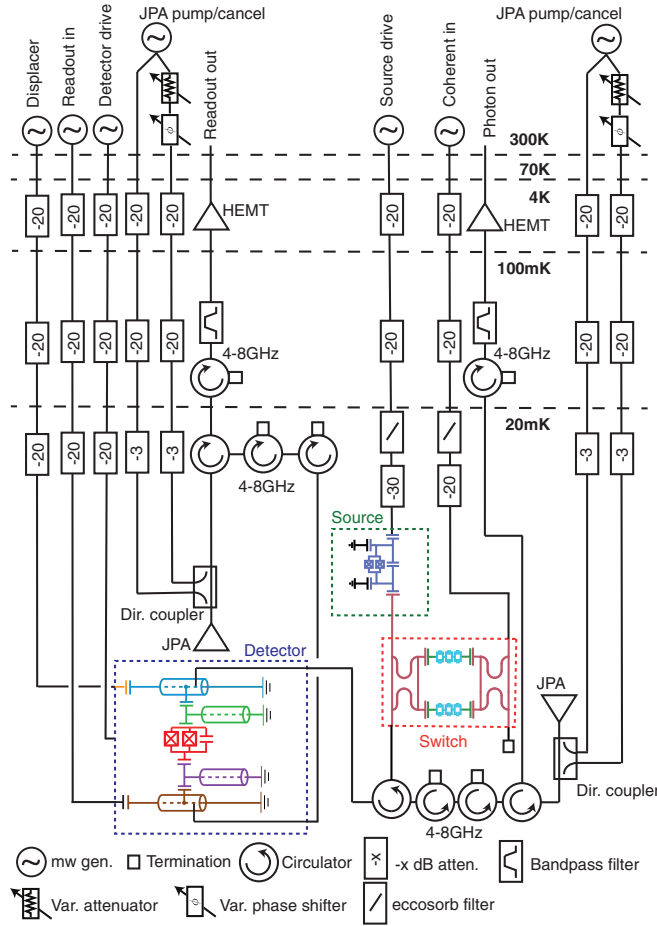 JPA pump/cancel
JPA pump/cancel
Displacer
Readout in
Detector drive
Readout out
Source drive
Coherent in
Photon out
ϕ
ϕ
300K
70K
4K
-20
-20
-20
-20
-20
HEMT
-20
-20
HEMT
-20
-20
100mK
-20
-20
-20
-20
-20
4-8GHz
-20
-20
4-8GHz
-20
-20
20mK
-20
-20
-20
-3
-3
4-8GHz
-30
-20
-3
-3
Source
Dir. coupler
JPA
Detector
Switch
JPA
Dir. coupler
4-8GHz
mw gen.
Termination
Circulator
-x
-x dB atten.
Bandpass filter
Var. attenuator
ϕ
Var. phase shifter
eccosorb filter